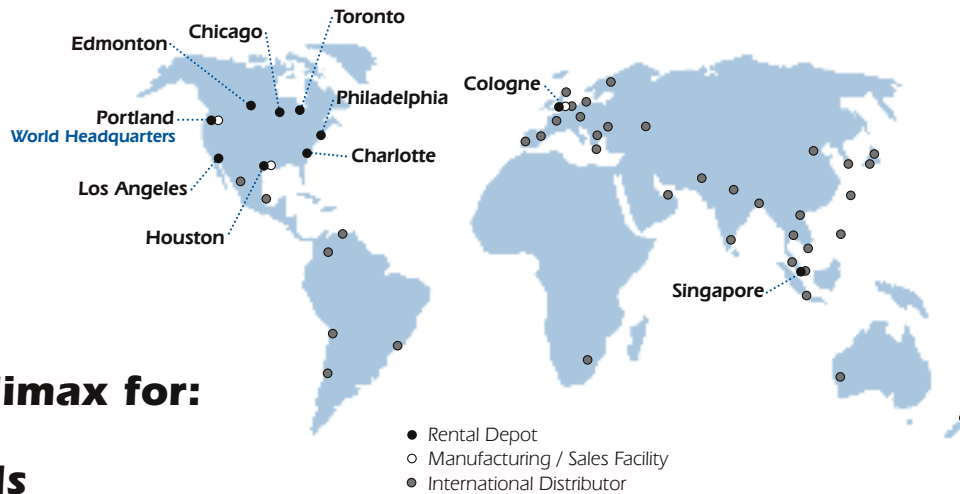 Toronto
Chicago
Edmonton
Philadelphia
Cologne
Portland
World Headquarters
Charlotte
Los Angeles
Houston
Singapore
for:
Rental Depot
Manufacturing / Sales Facility
International Distributor